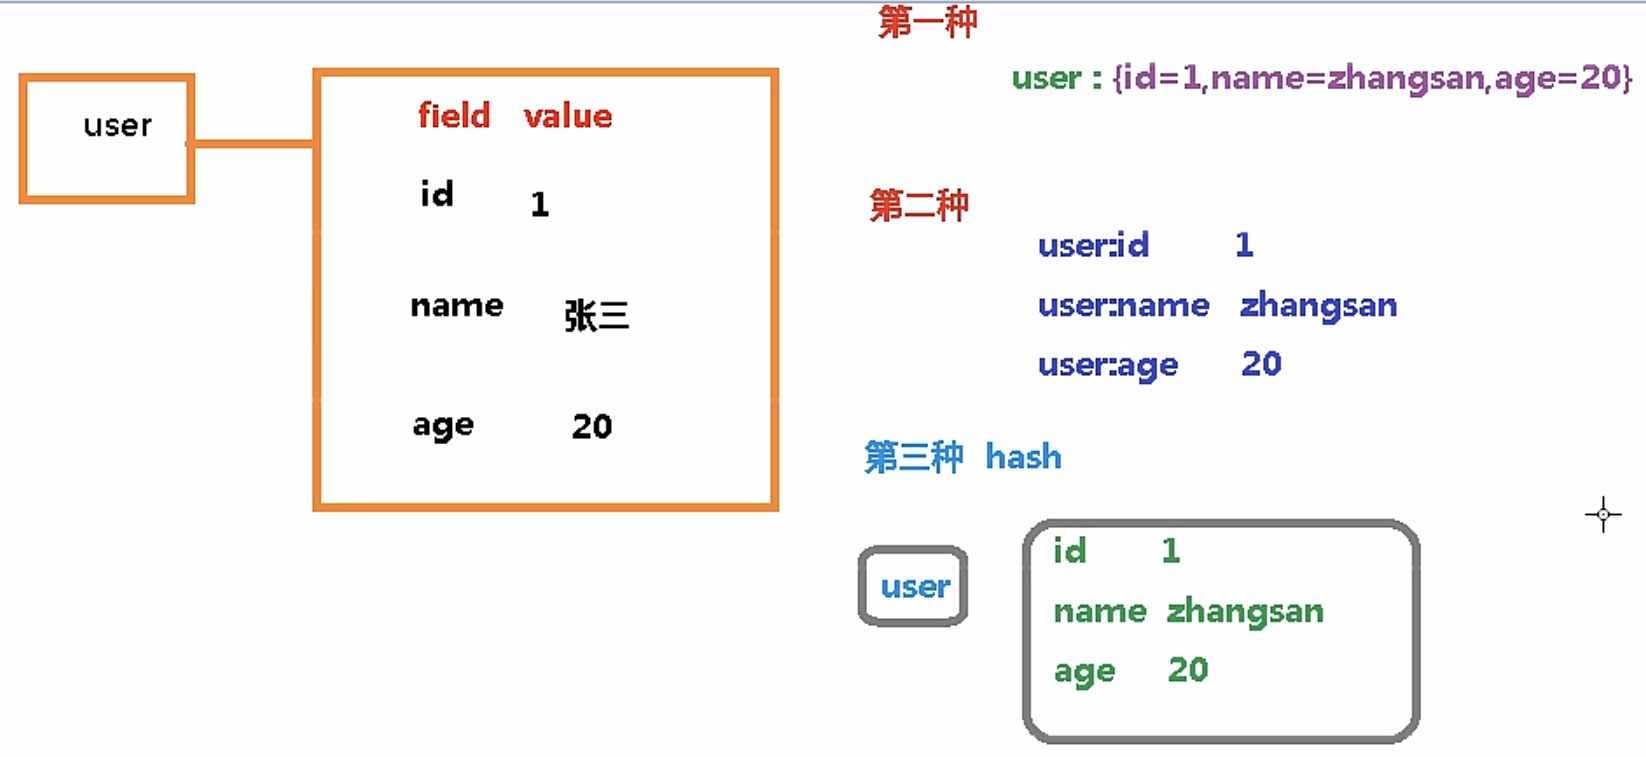 user
field value
id 1
name 张三
age 20
第一种
user : {id=1,name=zhangsan,age=20}
第二种
user:id 1
user:name zhangsan
user:age 20
第三种 hash
user
id 1
name zhangsan
age 20